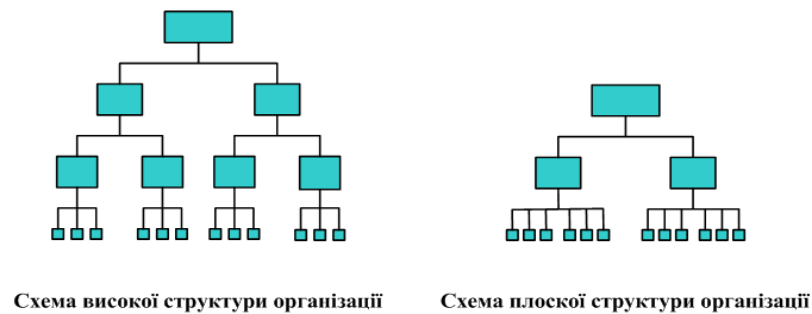 Схема високої структури організації
Схема плоскої структури організації